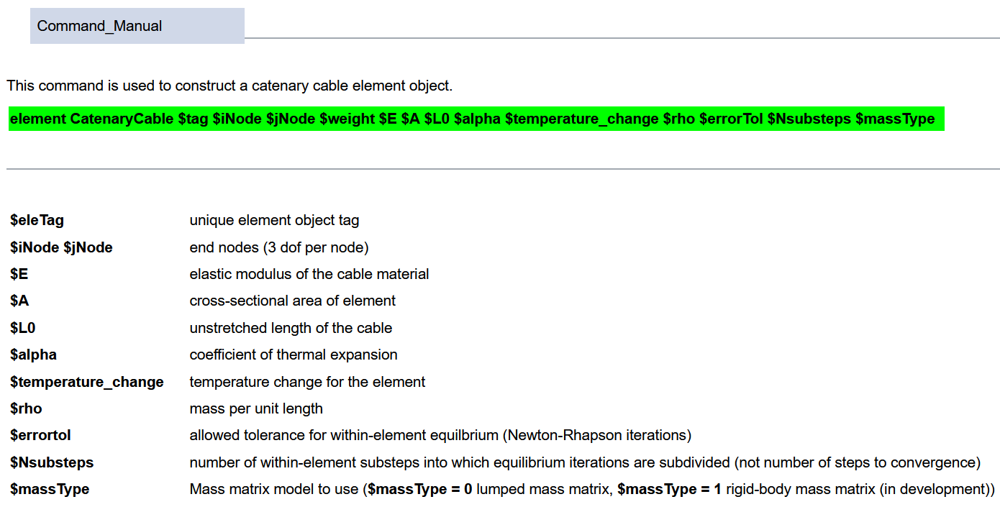 Command_Manual
This command is used to construct a catenary cable element object.
element CatenaryCable $tag $iNode $jNode $weight $E $A $L0 $alpha $temperature_change $rho $errorTol $Nsubsteps $massType
$eleTag unique element object tag
$iNode $jNode end nodes (3 dof per node)
$E elastic modulus of the cable material
$A cross-sectional area of element
$L0 unstretched length of the cable
$alpha coefficient of thermal expansion
$temperature_change temperature change for the element
$rho mass per unit length
$errortol allowed tolerance for within-element equilbrium (Newton-Rhapson iterations)
$Nsubsteps number of within-element substeps into which equilibrium iterations are subdivided (not number of steps to convergence)
$massType Mass matrix model to use ($massType = 0 lumped mass matrix, $massType = 1 rigid-body mass matrix (in development))